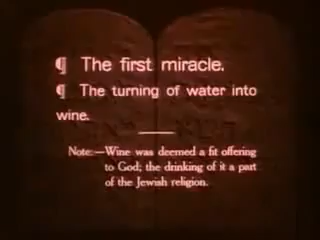 ¶ The first miracle.
¶ The turning of water into
wine.
Note:—Wine was deemed a fit offering
to God; the drinking of it a part
of the Jewish religion.